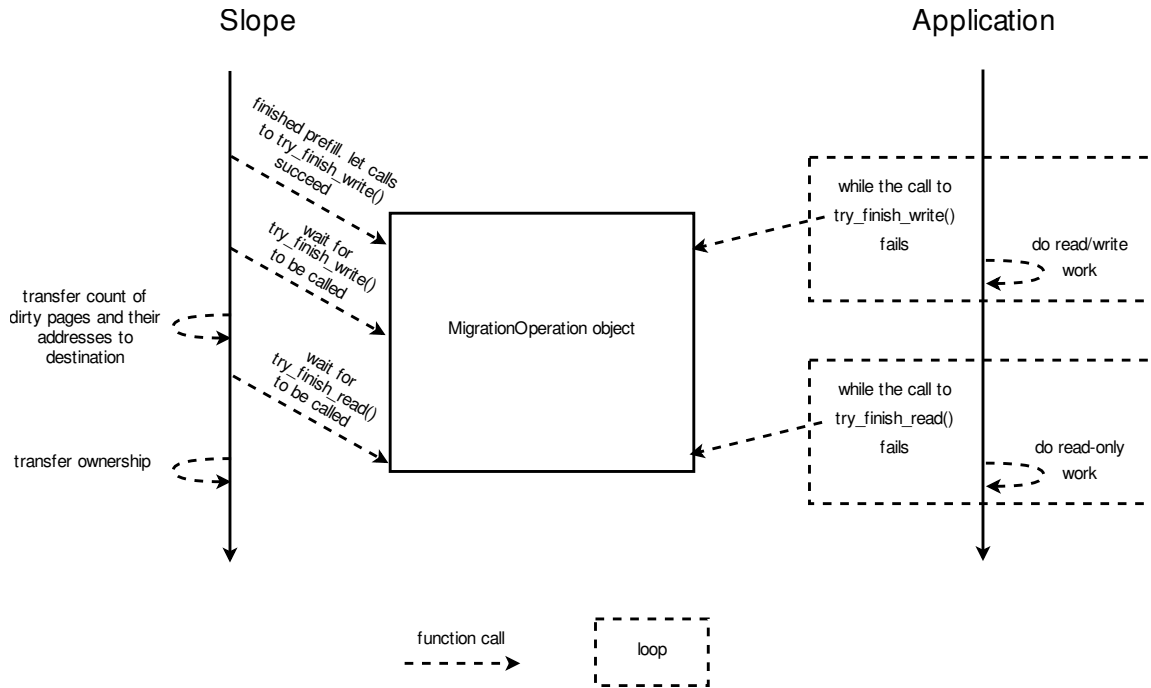 Slope
Application
finished prefill. let calls
to try_finish_write()
succeed
wait for
try_finish_write()
to be called
transfer count of
dirty pages and their
addresses to
destination
wait for
try_finish_read()
to be called
transfer ownership
MigrationOperation object
while the call to
try_finish_write()
fails
do read/write
work
while the call to
try_finish_read()
fails
do read-only
work
function call
loop